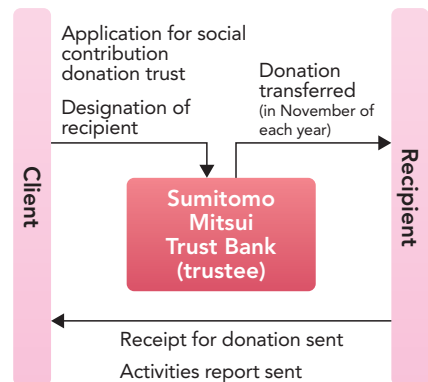 Application for social
contribution
donation trust
Designation of
recipient
Donation
transferred
(in November of
each year)
Client
Sumitomo
Mitsui
Trust Bank
(trustee)
Recipient
Receipt for donation sent
Activities report sent